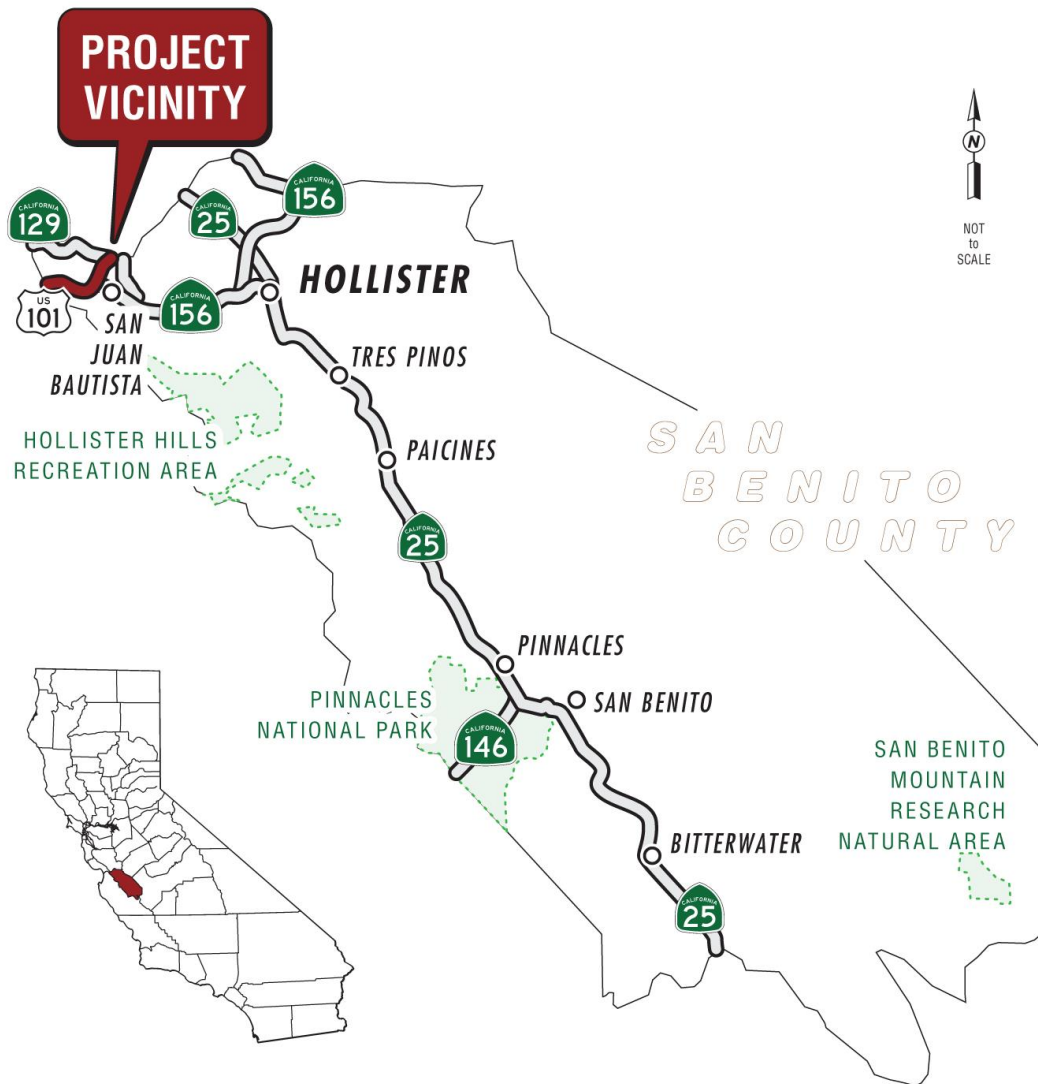 PROJECT
VICINITY
N
NOT
to
SCALE
CALIFORNIA
156
CALIFORNIA
25
CALIFORNIA
129
US
101
CALIFORNIA
156
HOLLISTER
SAN
JUAN
BAUTISTA
TRES PINOS
HOLLISTER HILLS
RECREATION AREA
PAICINES
SAN
BENITO
COUNTY
CALIFORNIA
25
PINNACLES
SAN BENITO
PINNACLES
NATIONAL PARK
CALIFORNIA
146
SAN BENITO
MOUNTAIN
RESEARCH
NATURAL AREA
BITTERWATER
CALIFORNIA
25